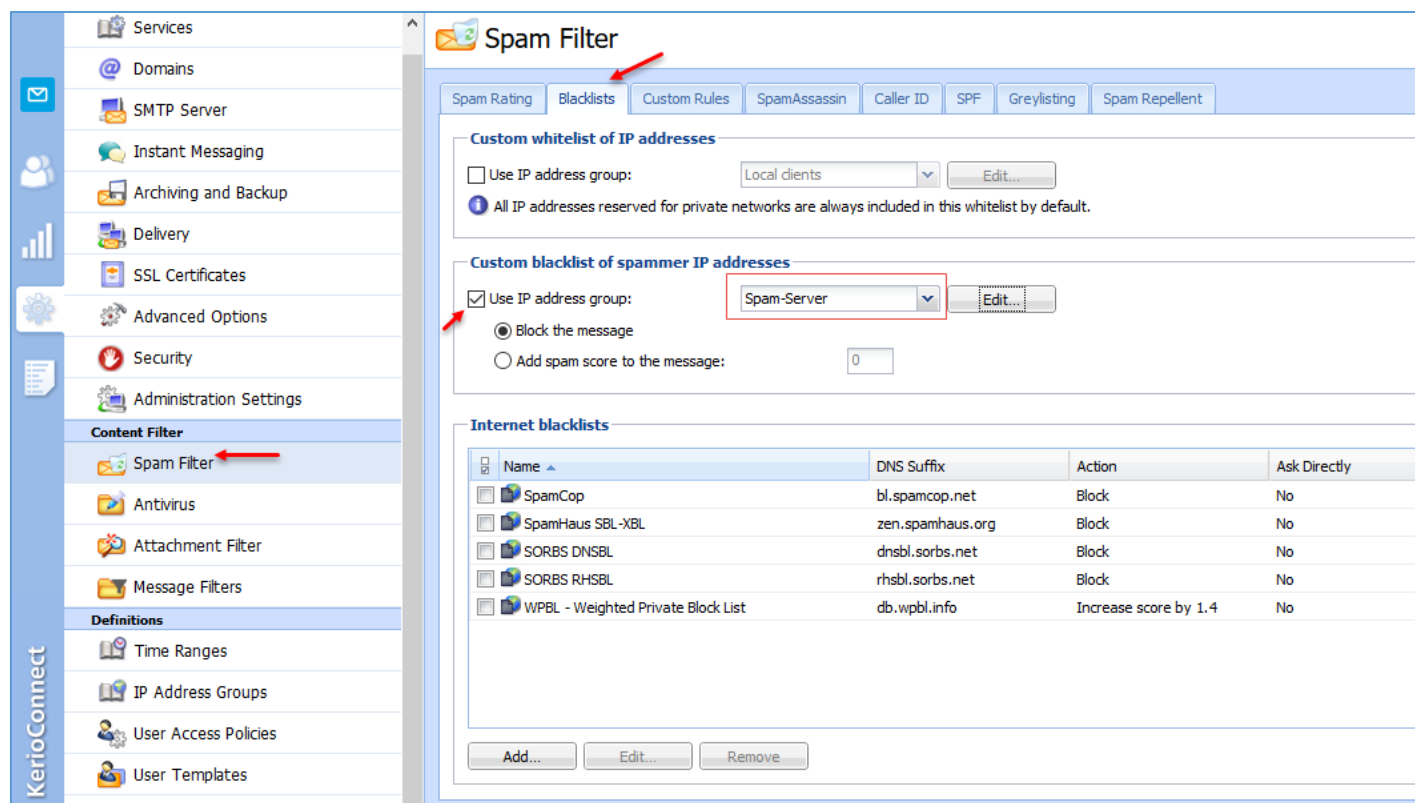 Services
Domains
SMTP Server
Instant Messaging
Archiving and Backup
Delivery
SSL Certificates
Advanced Options
Security
Administration Settings
Content Filter
Spam Filter
Antivirus
Attachment Filter
Message Filters
Definitions
Time Ranges
IP Address Groups
User Access Policies
User Templates
KerioConnect
Spam Filter
Spam Rating Blacklists Custom Rules SpamAssassin Caller ID SPF Greylisting Spam Repellent
Custom whitelist of IP addresses
Use IP address group: Local clients Edit...
All IP addresses reserved for private networks are always included in this whitelist by default.
Custom blacklist of spammer IP addresses
Use IP address group: Spam-Server Edit...
Block the message
Add spam score to the message: 0
Internet blacklists
Name DNS Suffix Action Ask Directly
SpamCop bl.spamcop.net Block No
SpamHaus SBL-XBL zen.spamhaus.org Block No
SORBS DNSBL dnsbl.sorbs.net Block No
SORBS RHSBL rhsbl.sorbs.net Block No
WPBL - Weighted Private Block List db.wpbl.info Increase score by 1.4 No
Add... Edit... Remove